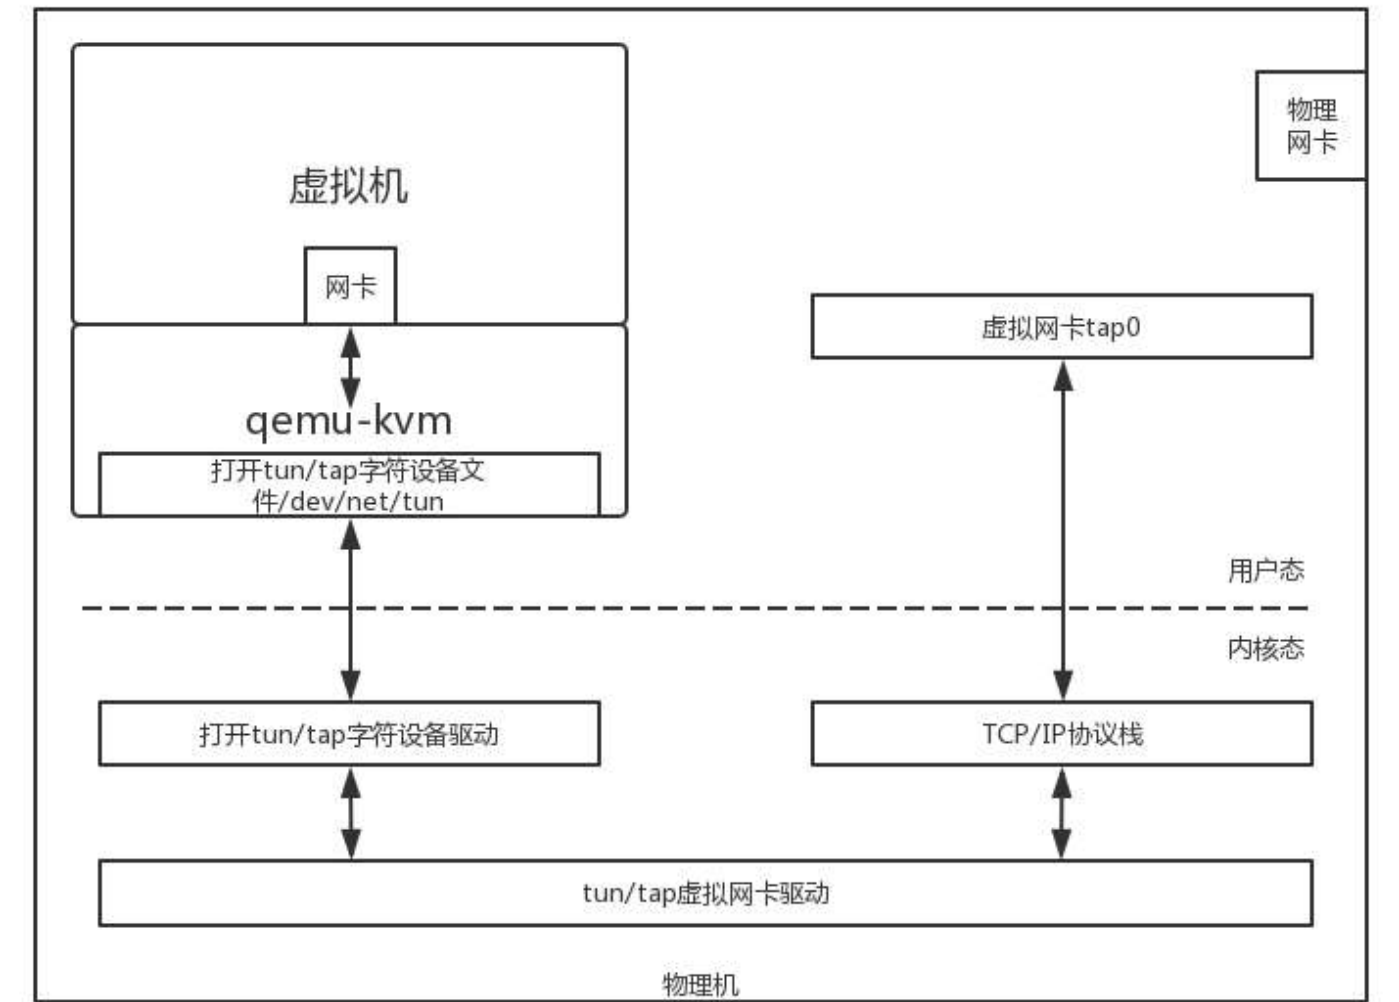 物理
网卡
虚拟机
网卡
虚拟网卡tap0
qemu-kvm
打开tun/tap字符设备文
件/dev/net/tun
用户态
内核态
打开tun/tap字符设备驱动
TCP/IP协议栈
tun/tap虚拟网卡驱动
物理机